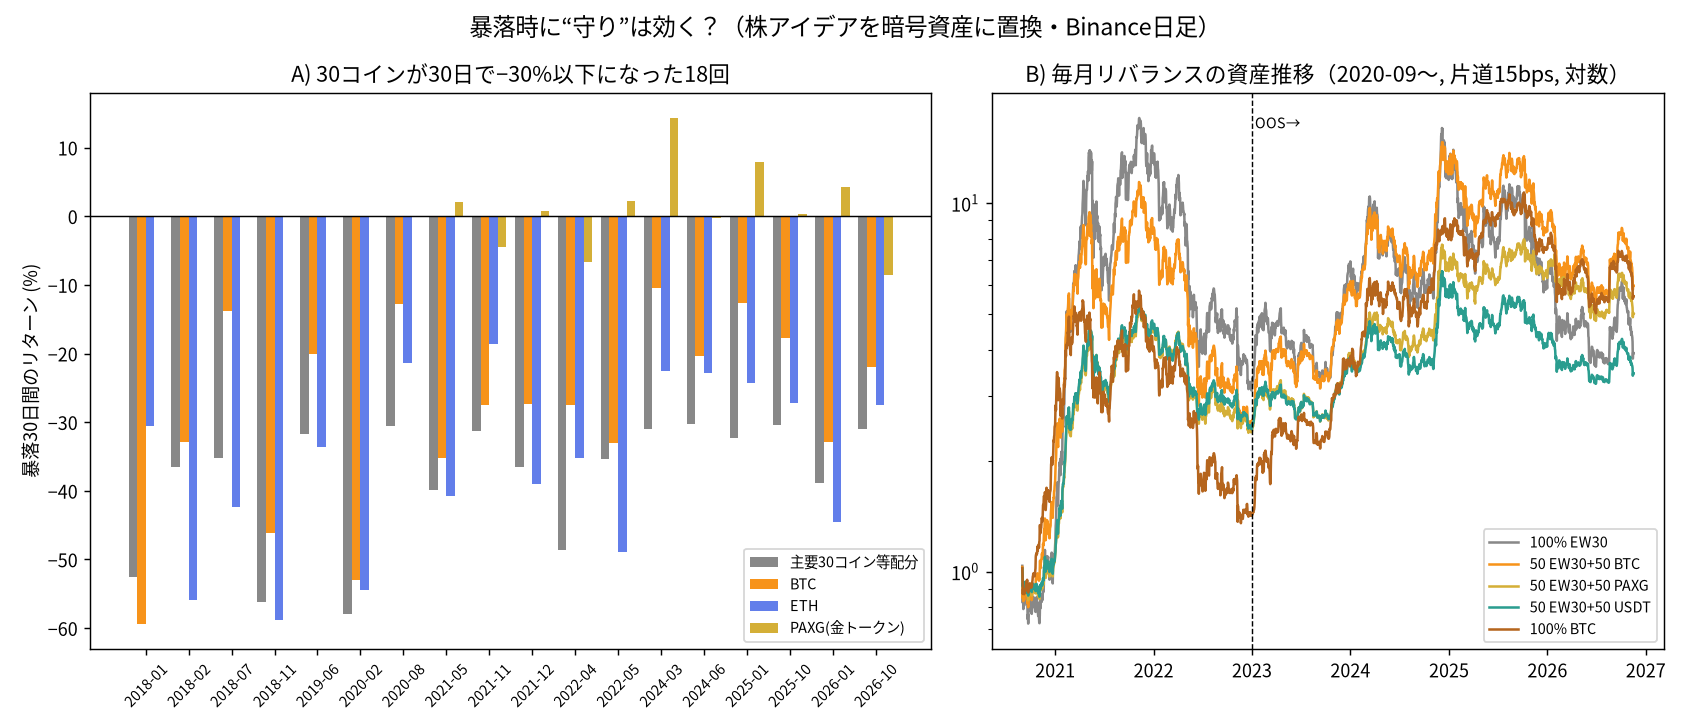 暴落時に“守り”は効く？（株アイデアを暗号資産に置換・Binance日足）
A) 30コインが30日で−30%以下になった18回
暴落30日間のリターン (%)
10
0
−10
−20
−30
−40
−50
−60
2018-01
2018-02
2018-07
2018-11
2019-06
2020-02
2020-08
2021-05
2021-11
2021-12
2022-04
2022-05
2024-03
2024-06
2025-01
2025-10
2026-01
2026-10
主要30コイン等配分
BTC
ETH
PAXG(金トークン)
B) 毎月リバランスの資産推移（2020-09〜, 片道15bps, 対数）
OOS→
10¹
10⁰
2021
2022
2023
2024
2025
2026
2027
100% EW30
50 EW30+50 BTC
50 EW30+50 PAXG
50 EW30+50 USDT
100% BTC